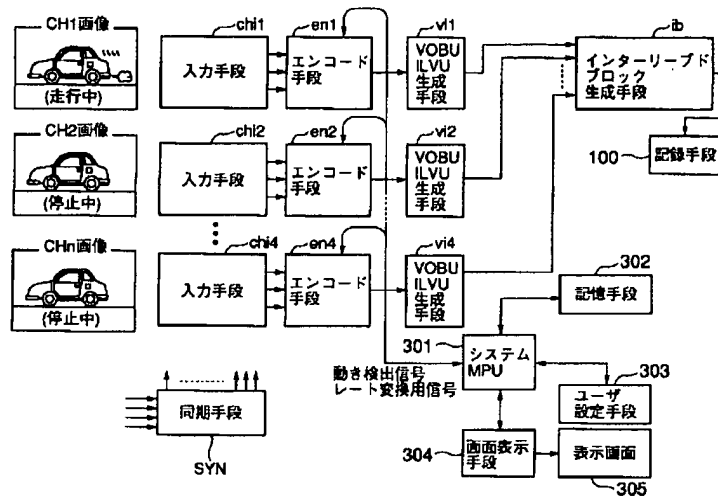 CH1画像
(走行中)
CH2画像
(停止中)
CHn画像
(停止中)
chi1
入力手段
en1
エンコード
手段
vi1
VOBU
ILVU
生成
手段
ib
インターリーブド
ブロック
生成手段
100
記録手段
chi2
入力手段
en2
エンコード
手段
vi2
VOBU
ILVU
生成
手段
chi4
入力手段
en4
エンコード
手段
vi4
VOBU
ILVU
生成
手段
302
記憶手段
301
システム
MPU
動き検出信号
レート変換用信号
303
ユーザ
設定手段
同期手段
SYN
304
画面表示
手段
表示画面
305